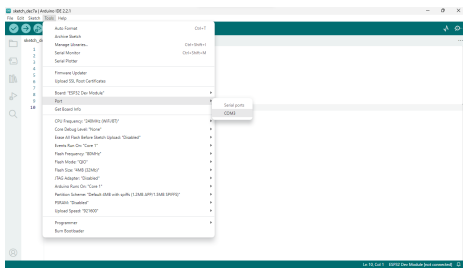 sketch_dec7a | Arduino IDE 2.2.1
File Edit Sketch Tools Help
Auto Format Ctrl+T
Archive Sketch
Manage Libraries... Ctrl+Shift+I
Serial Monitor Ctrl+Shift+M
Serial Plotter
Firmware Updater
Upload SSL Root Certificates
Board: "ESP32 Dev Module"
Port
Serial ports
COM3
Get Board Info
CPU Frequency: "240MHz (WiFi/BT)"
Core Debug Level: "None"
Erase All Flash Before Sketch Upload: "Disabled"
Events Run On: "Core 1"
Flash Frequency: "80MHz"
Flash Mode: "QIO"
Flash Size: "4MB (32Mb)"
JTAG Adapter: "Disabled"
Arduino Runs On: "Core 1"
Partition Scheme: "Default 4MB with spiffs (1.2MB APP/1.5MB SPIFFS)"
PSRAM: "Disabled"
Upload Speed: "921600"
Programmer
Burn Bootloader
1
2
3
4
5
6
7
8
9
10
Ln 10, Col 1 ESP32 Dev Module [not connected]